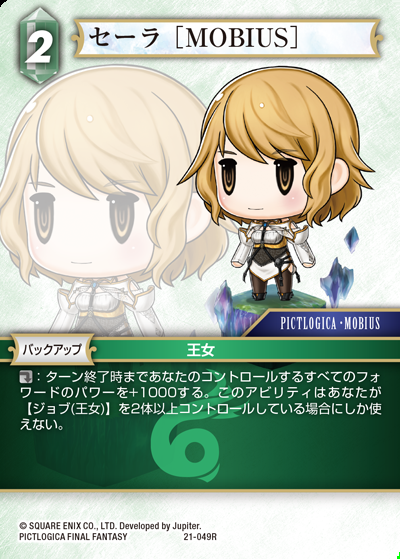 2
セーラ［MOBIUS］
PICTLOGICA・MOBIUS
バックアップ
王女
：ターン終了時まであなたのコントロールするすべてのフォ
ワードのパワーを+1000する。このアビリティはあなたが
【ジョブ(王女)】を2体以上コントロールしている場合にしか使
えない。
6
© SQUARE ENIX CO., LTD. Developed by Jupiter.
PICTLOGICA FINAL FANTASY
21-049R